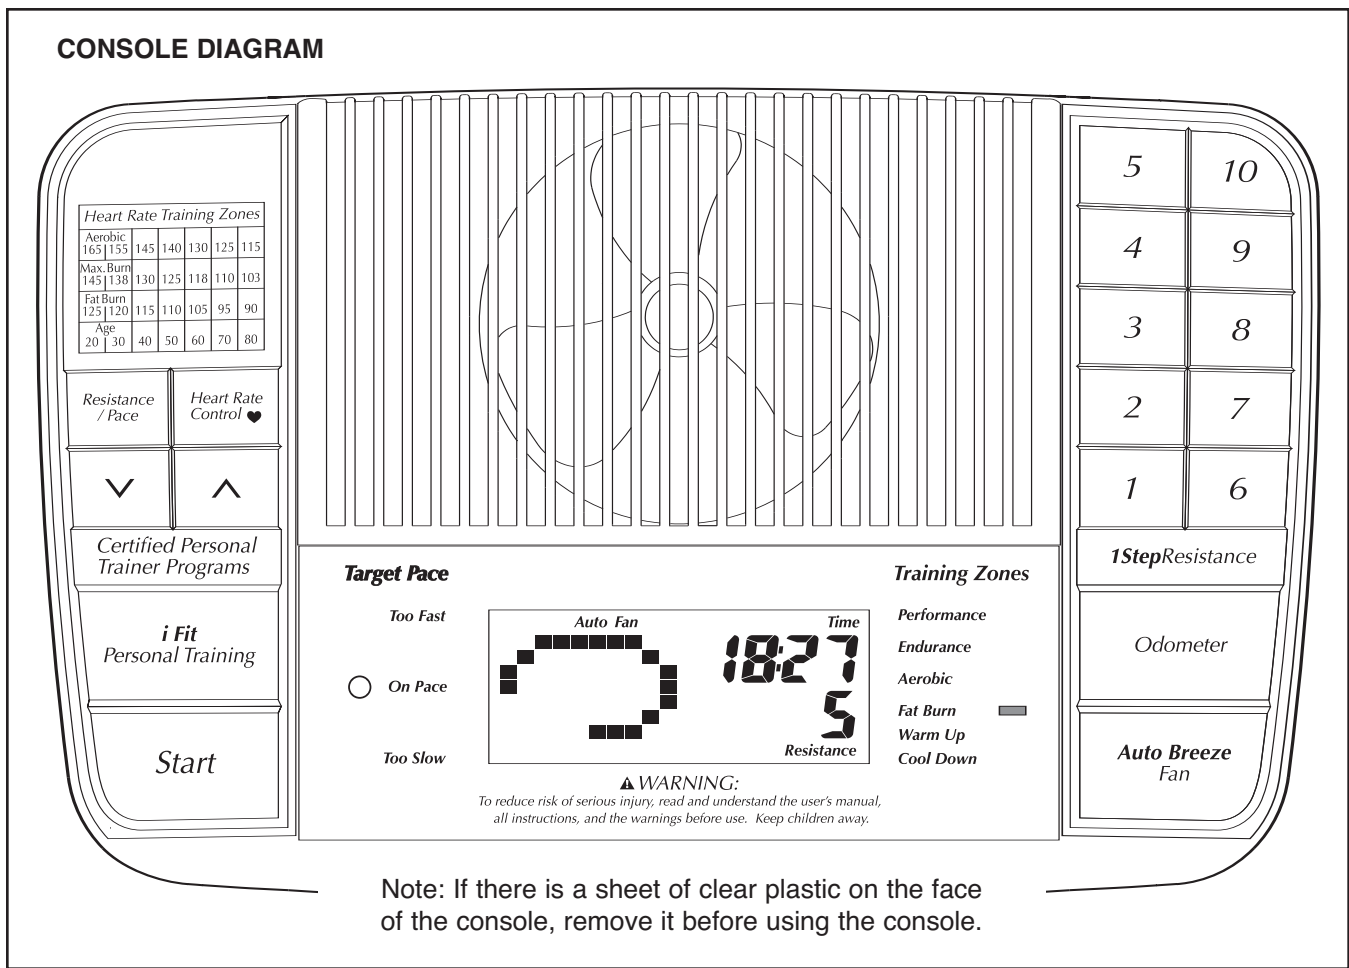 CONSOLE DIAGRAM
Heart Rate Training Zones
Aerobic
165 155 145 140 130 125 115
Max. Burn
145 138 130 125 118 110 103
Fat Burn
125 120 115 110 105 95 90
Age
20 30 40 50 60 70 80
Resistance
/ Pace
Heart Rate
Control ♥
Certified Personal
Trainer Programs
i Fit
Personal Training
Start
Target Pace
Too Fast
On Pace
Too Slow
Auto Fan
Time
18:27
5
Resistance
Training Zones
Performance
Endurance
Aerobic
Fat Burn
Warm Up
Cool Down
⚠ WARNING:
To reduce risk of serious injury, read and understand the user's manual,
all instructions, and the warnings before use. Keep children away.
5 10
4 9
3 8
2 7
1 6
1StepResistance
Odometer
Auto Breeze
Fan
Note: If there is a sheet of clear plastic on the face
of the console, remove it before using the console.